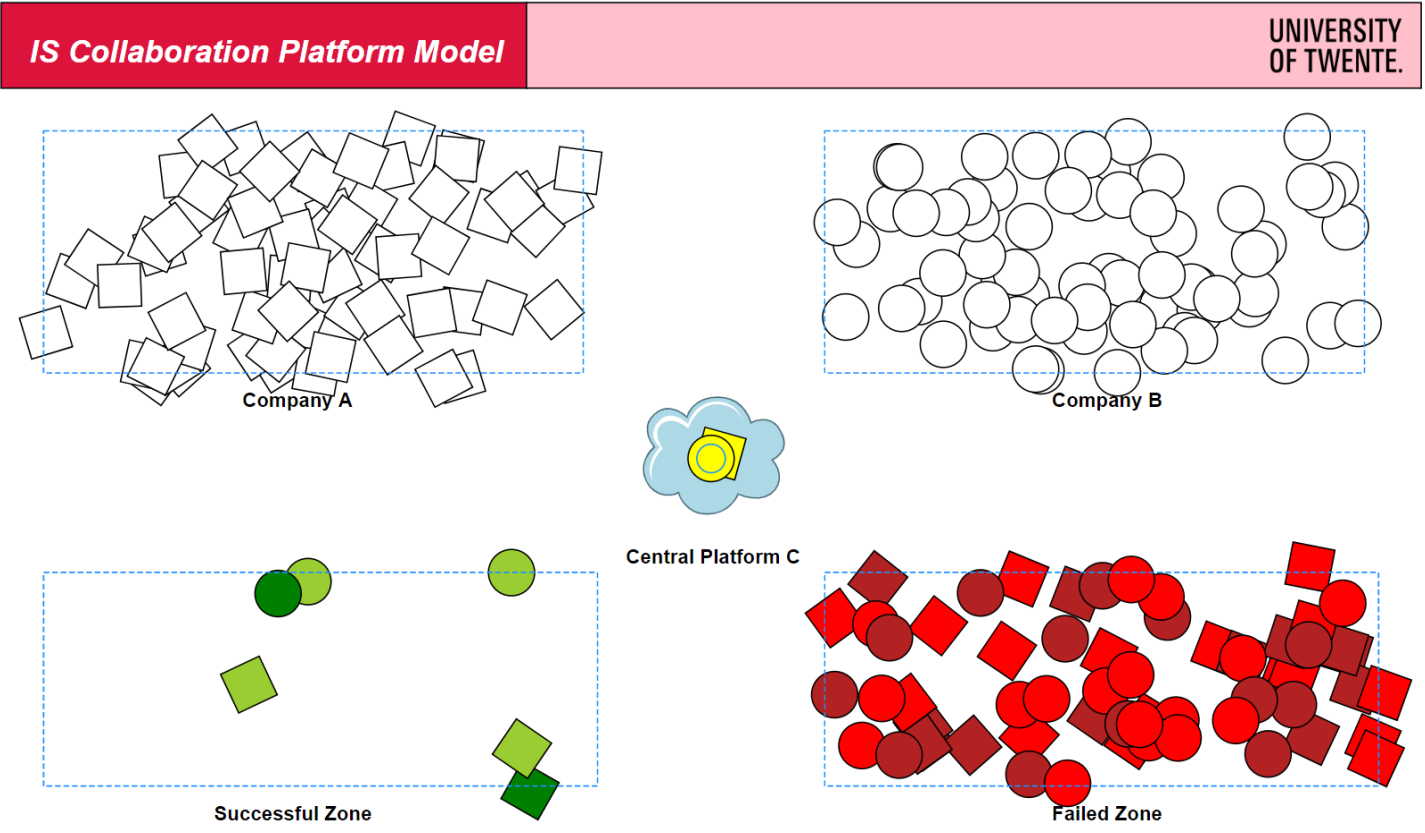 IS Collaboration Platform Model
UNIVERSITY
OF TWENTE.
Company A
Company B
Central Platform C
Successful Zone
Failed Zone